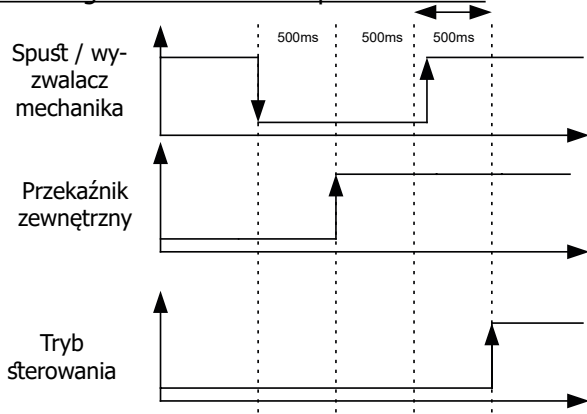 500ms 500ms 500ms
Spust / wy-
zwalacz
mechanika
Przekaźnik
zewnętrzny
Tryb
sterowania